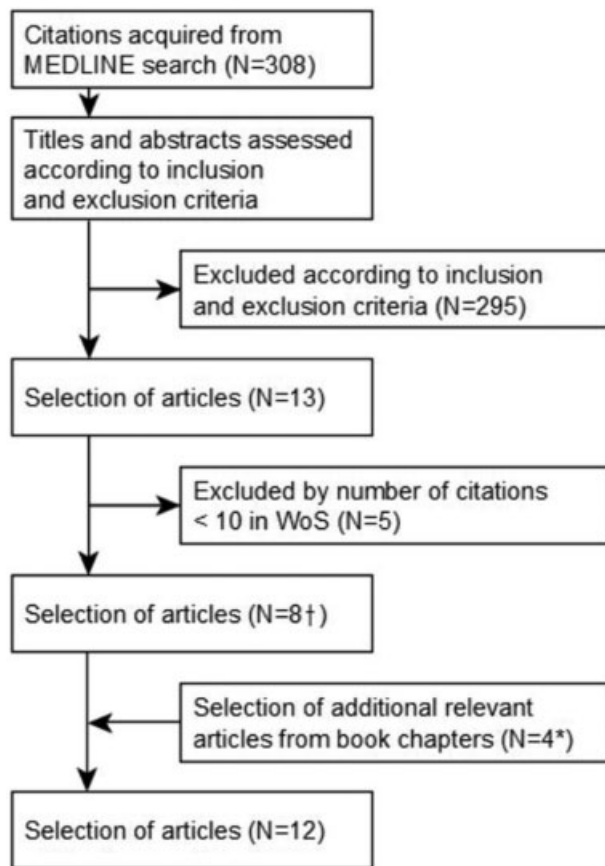 Citations acquired from
MEDLINE search (N=308)
Titles and abstracts assessed
according to inclusion
and exclusion criteria
Excluded according to inclusion
and exclusion criteria (N=295)
Selection of articles (N=13)
Excluded by number of citations
< 10 in WoS (N=5)
Selection of articles (N=8†)
Selection of additional relevant
articles from book chapters (N=4*)
Selection of articles (N=12)